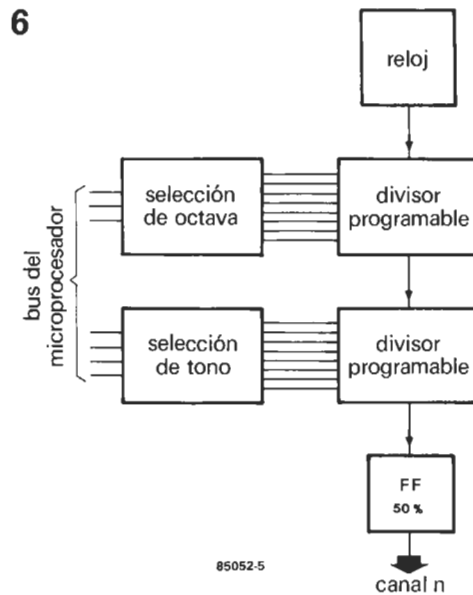 6
reloj
selección
de octava
divisor
programable
bus del
microprocesador
selección
de tono
divisor
programable
FF
50 %
85052-5
canal n